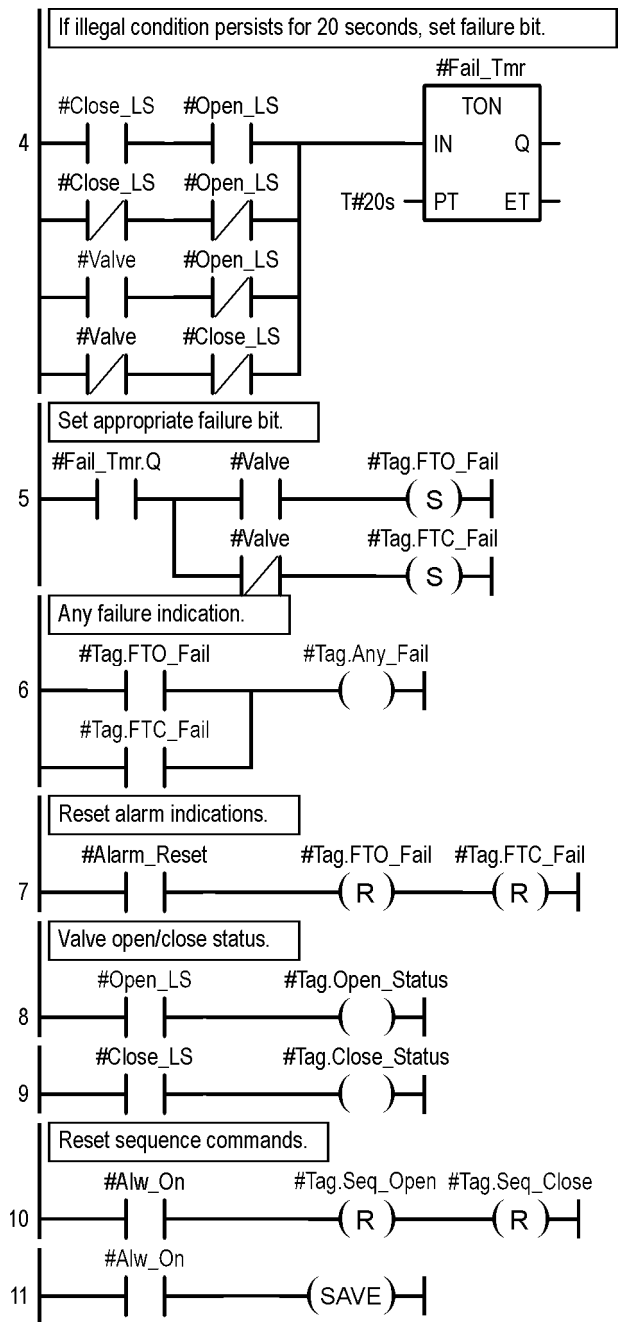 If illegal condition persists for 20 seconds, set failure bit.
#Fail_Tmr
TON
#Close_LS #Open_LS
4
IN Q
#Close_LS #Open_LS
T#20s PT ET
#Valve #Open_LS
#Valve #Close_LS
Set appropriate failure bit.
#Fail_Tmr.Q #Valve #Tag.FTO_Fail
5 S
#Valve #Tag.FTC_Fail
S
Any failure indication.
#Tag.FTO_Fail #Tag.Any_Fail
6
#Tag.FTC_Fail
Reset alarm indications.
#Alarm_Reset #Tag.FTO_Fail #Tag.FTC_Fail
7 R R
Valve open/close status.
#Open_LS #Tag.Open_Status
8
#Close_LS #Tag.Close_Status
9
Reset sequence commands.
#Alw_On #Tag.Seq_Open #Tag.Seq_Close
10 R R
#Alw_On
11 SAVE